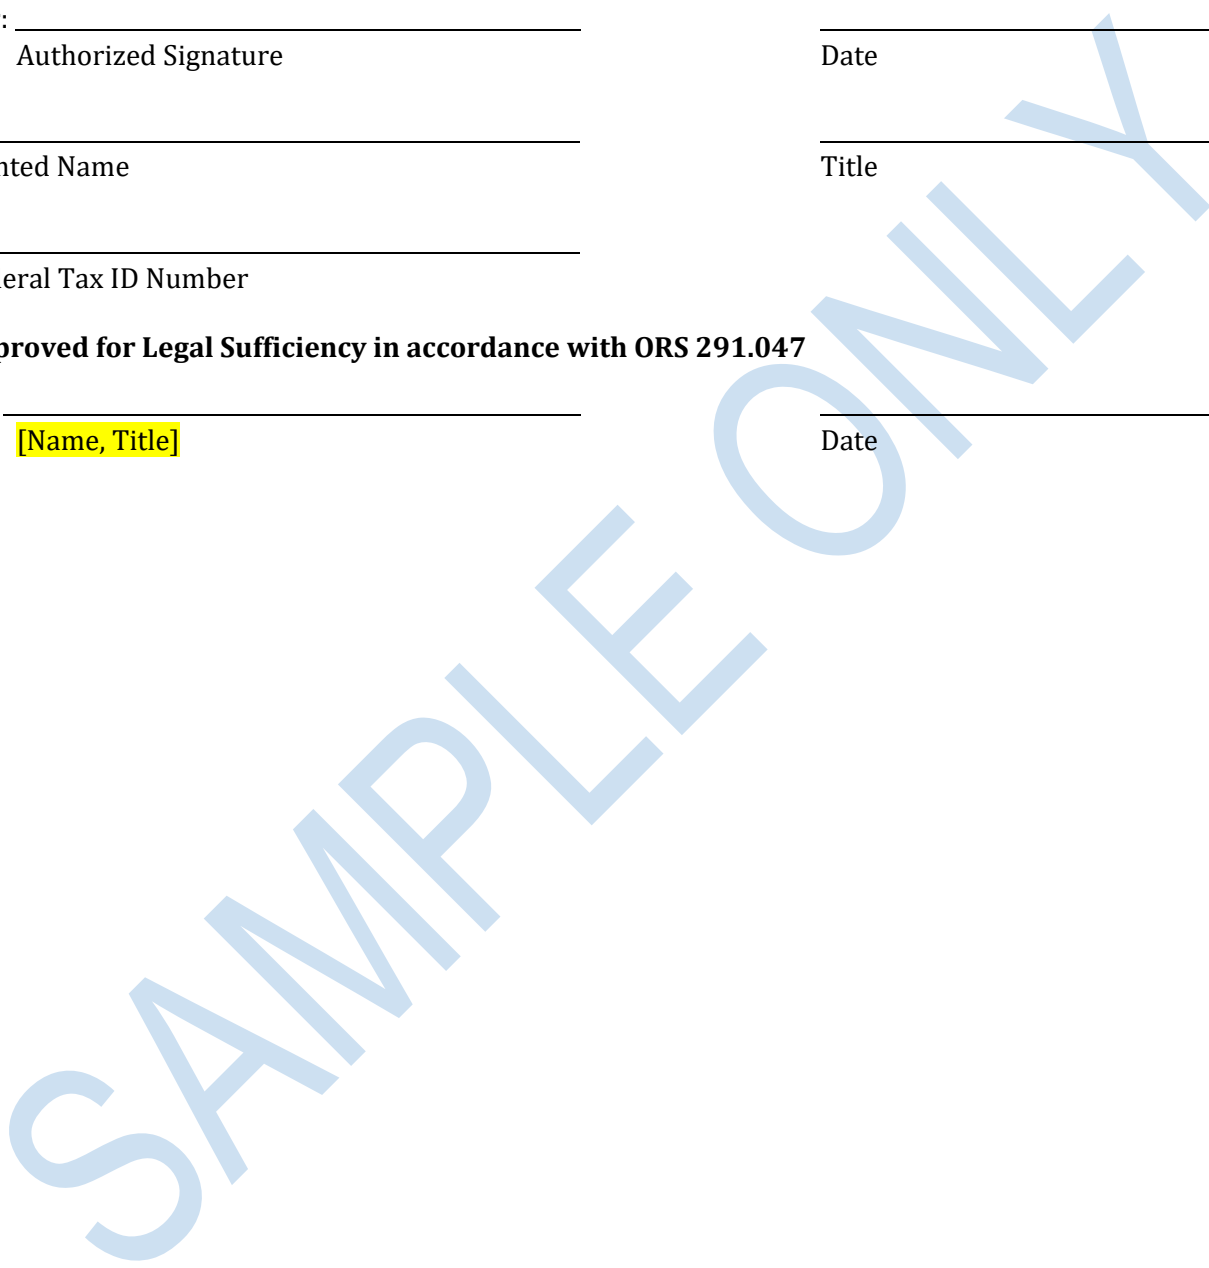 :
Authorized Signature Date
nted Name Title
eral Tax ID Number
proved for Legal Sufficiency in accordance with ORS 291.047
[Name, Title] Date
SAMPLE ONLY